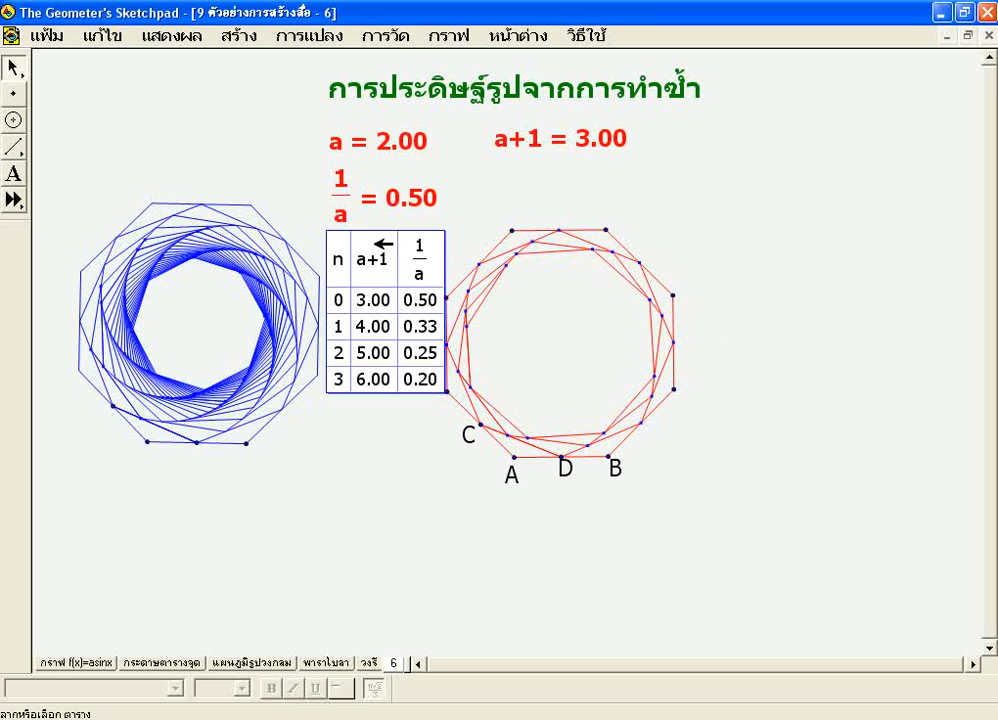 The Geometer's Sketchpad - [9 ตัวอย่างการสร้างสื่อ - 6]
แฟ้ม แก้ไข แสดงผล สร้าง การแปลง การวัด กราฟ หน้าต่าง วิธีใช้
การประดิษฐ์รูปจากการทำซ้ำ
a = 2.00 a+1 = 3.00
1
a = 0.50
n a+1 1
a
0 3.00 0.50
1 4.00 0.33
2 5.00 0.25
3 6.00 0.20
C
A D B
A
กราฟ f(x)=asinx กระดาษตารางจุด แผนภูมิรูปวงกลม พาราโบลา วงรี 6
B I U
ลากหรือเลือก ตาราง